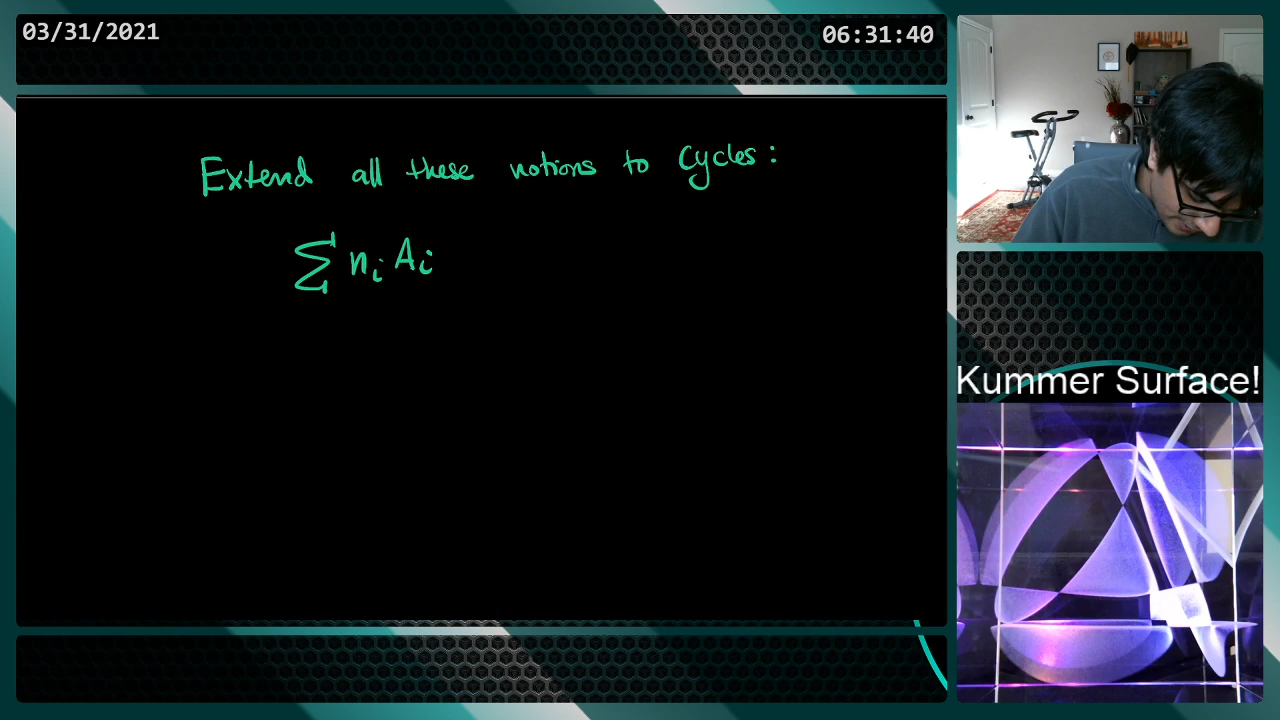 03/31/2021
06:31:40
Extend all these notions to Cycles:
∑ nᵢ Aᵢ
Kummer Surface!